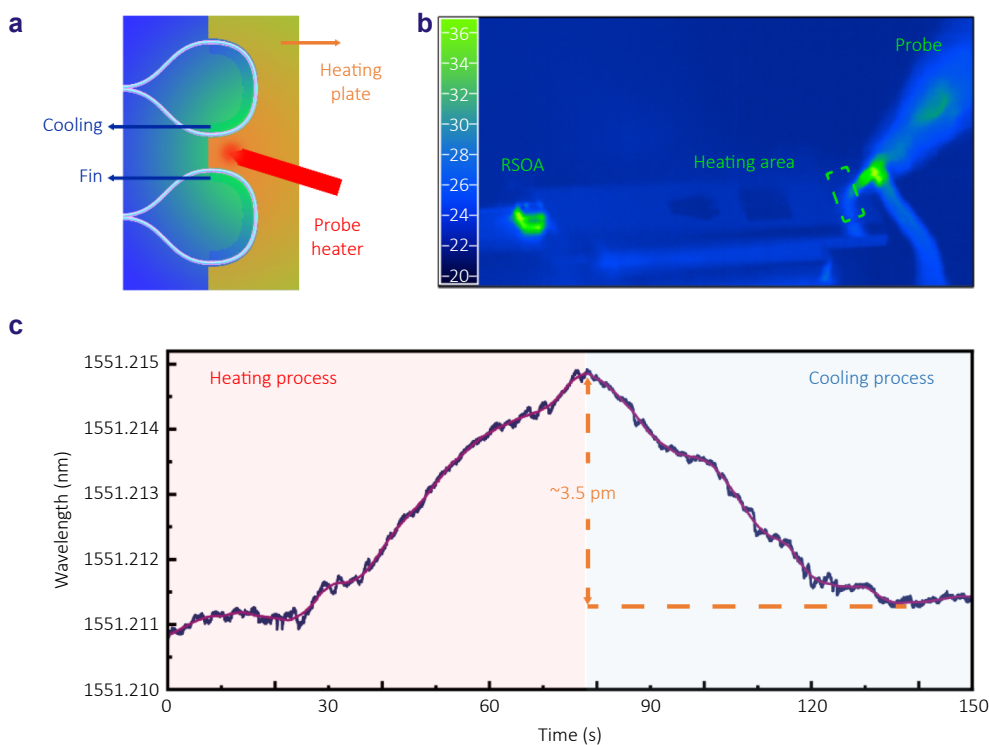 a
Heating
plate
Cooling
Fin
Probe
heater
b
36
34
32
30
28
26
24
22
20
RSOA
Heating area
Probe
c
Wavelength (nm)
1551.215
1551.214
1551.213
1551.212
1551.211
1551.210
Heating process
Cooling process
~3.5 pm
0
30
60
90
120
150
Time (s)